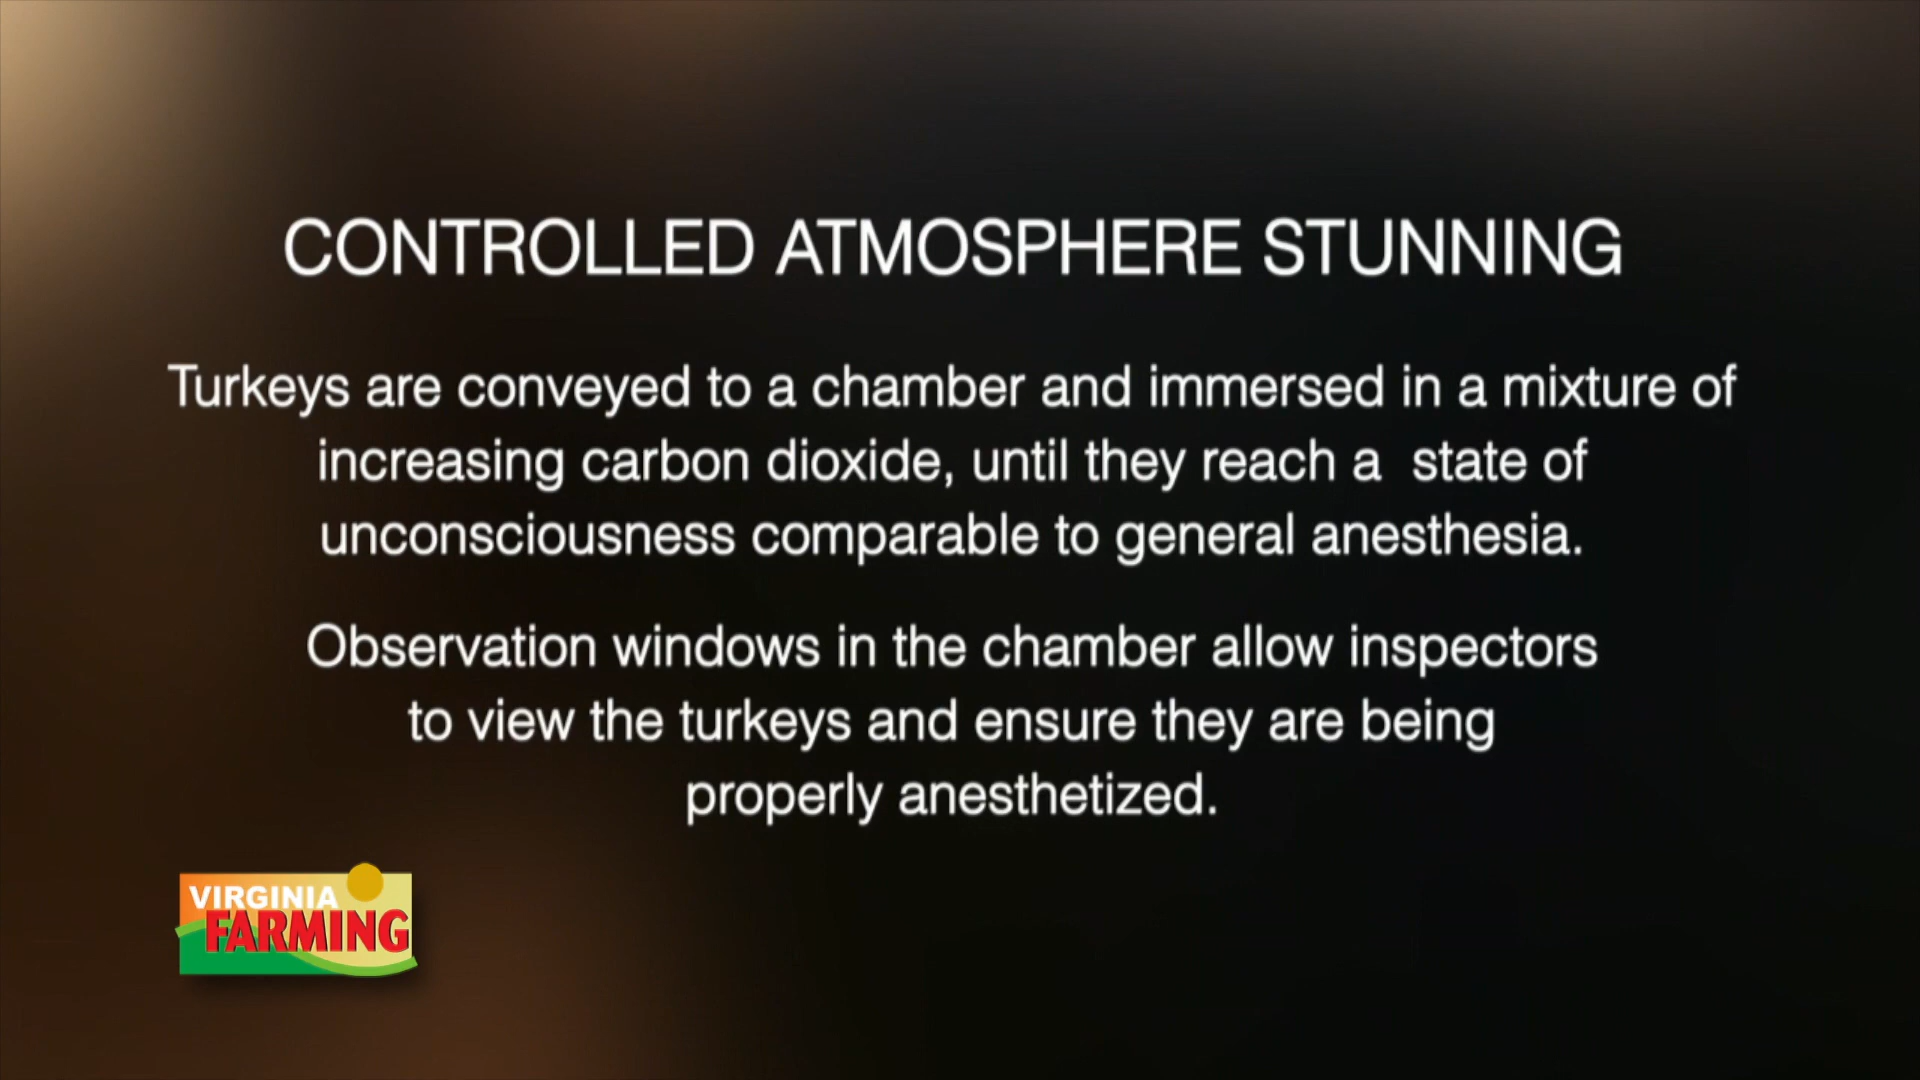 CONTROLLED ATMOSPHERE STUNNING
Turkeys are conveyed to a chamber and immersed in a mixture of
increasing carbon dioxide, until they reach a  state of
unconsciousness comparable to general anesthesia.
Observation windows in the chamber allow inspectors
to view the turkeys and ensure they are being
properly anesthetized.
VIRGINIA
FARMING